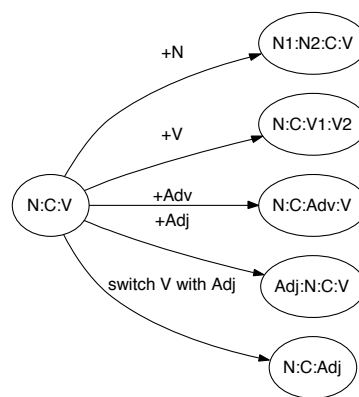 N1:N2:C:V
+N
N:C:V1:V2
+V
N:C:V
+Adv
N:C:Adv:V
+Adj
Adj:N:C:V
switch V with Adj
N:C:Adj